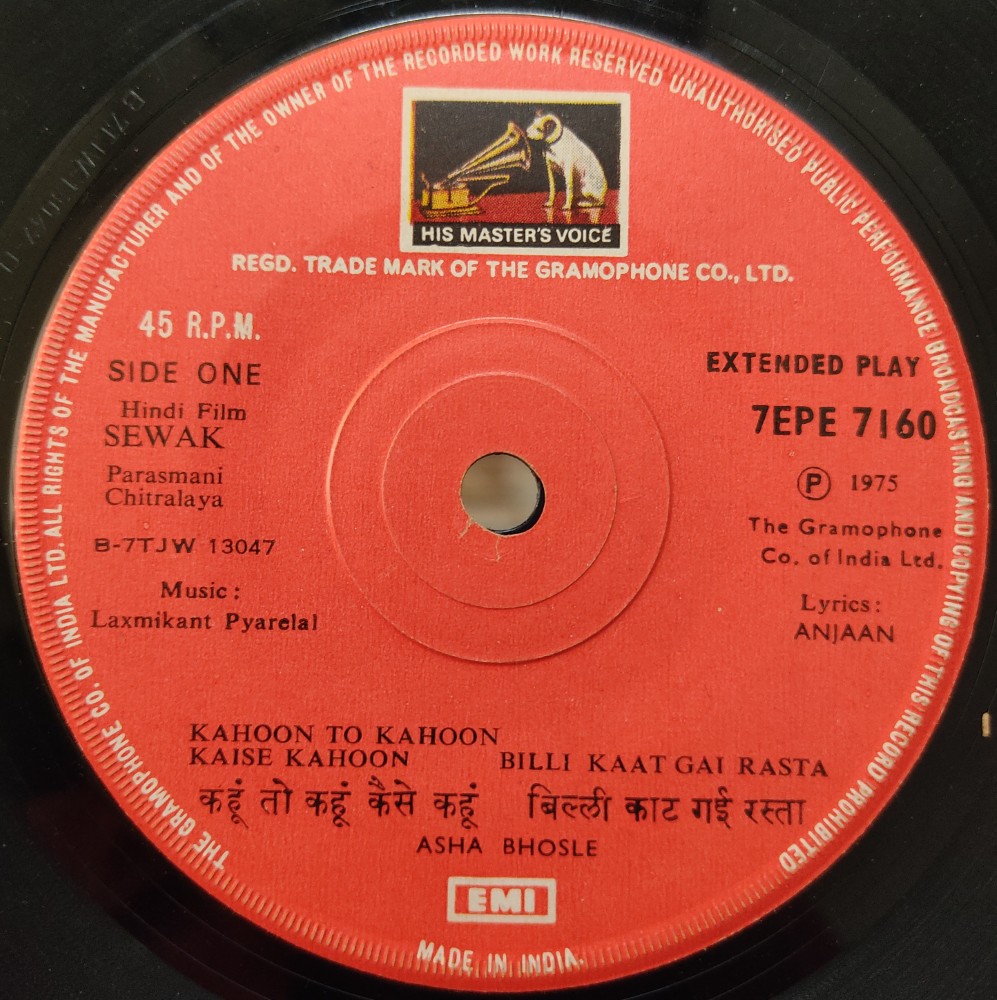 THE GRAMOPHONE CO. OF INDIA LTD. ALL RIGHTS OF THE MANUFACTURER AND OF THE OWNER OF THE RECORDED WORK RESERVED UNAUTHORISED PUBLIC PERFORMANCE BROADCASTING AND COPYING OF THIS RECORD PROHIBITED
HIS MASTER'S VOICE
REGD. TRADE MARK OF THE GRAMOPHONE CO., LTD.
45 R.P.M.
SIDE ONE
Hindi Film
SEWAK
Parasmani
Chitralaya
B-7TJW 13047
Music:
Laxmikant Pyarelal
EXTENDED PLAY
7EPE 7160
Ⓟ 1975
The Gramophone
Co. of India Ltd.
Lyrics:
ANJAAN
KAHOON TO KAHOON
KAISE KAHOON BILLI KAAT GAI RASTA
कहूं तो कहूं कैसे कहूं बिल्ली काट गई रस्ता
ASHA BHOSLE
EMI
MADE IN INDIA.